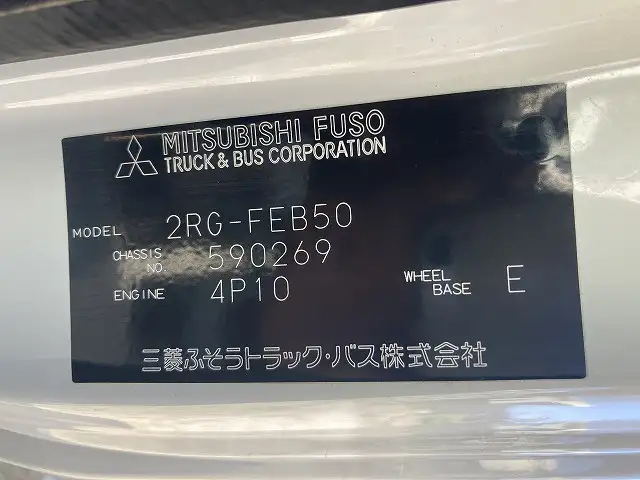 MITSUBISHI FUSO
TRUCK & BUS CORPORATION
MODEL 2RG-FEB50
CHASSIS NO. 590269
ENGINE 4P10 WHEEL BASE E
三菱ふそうトラック・バス株式会社